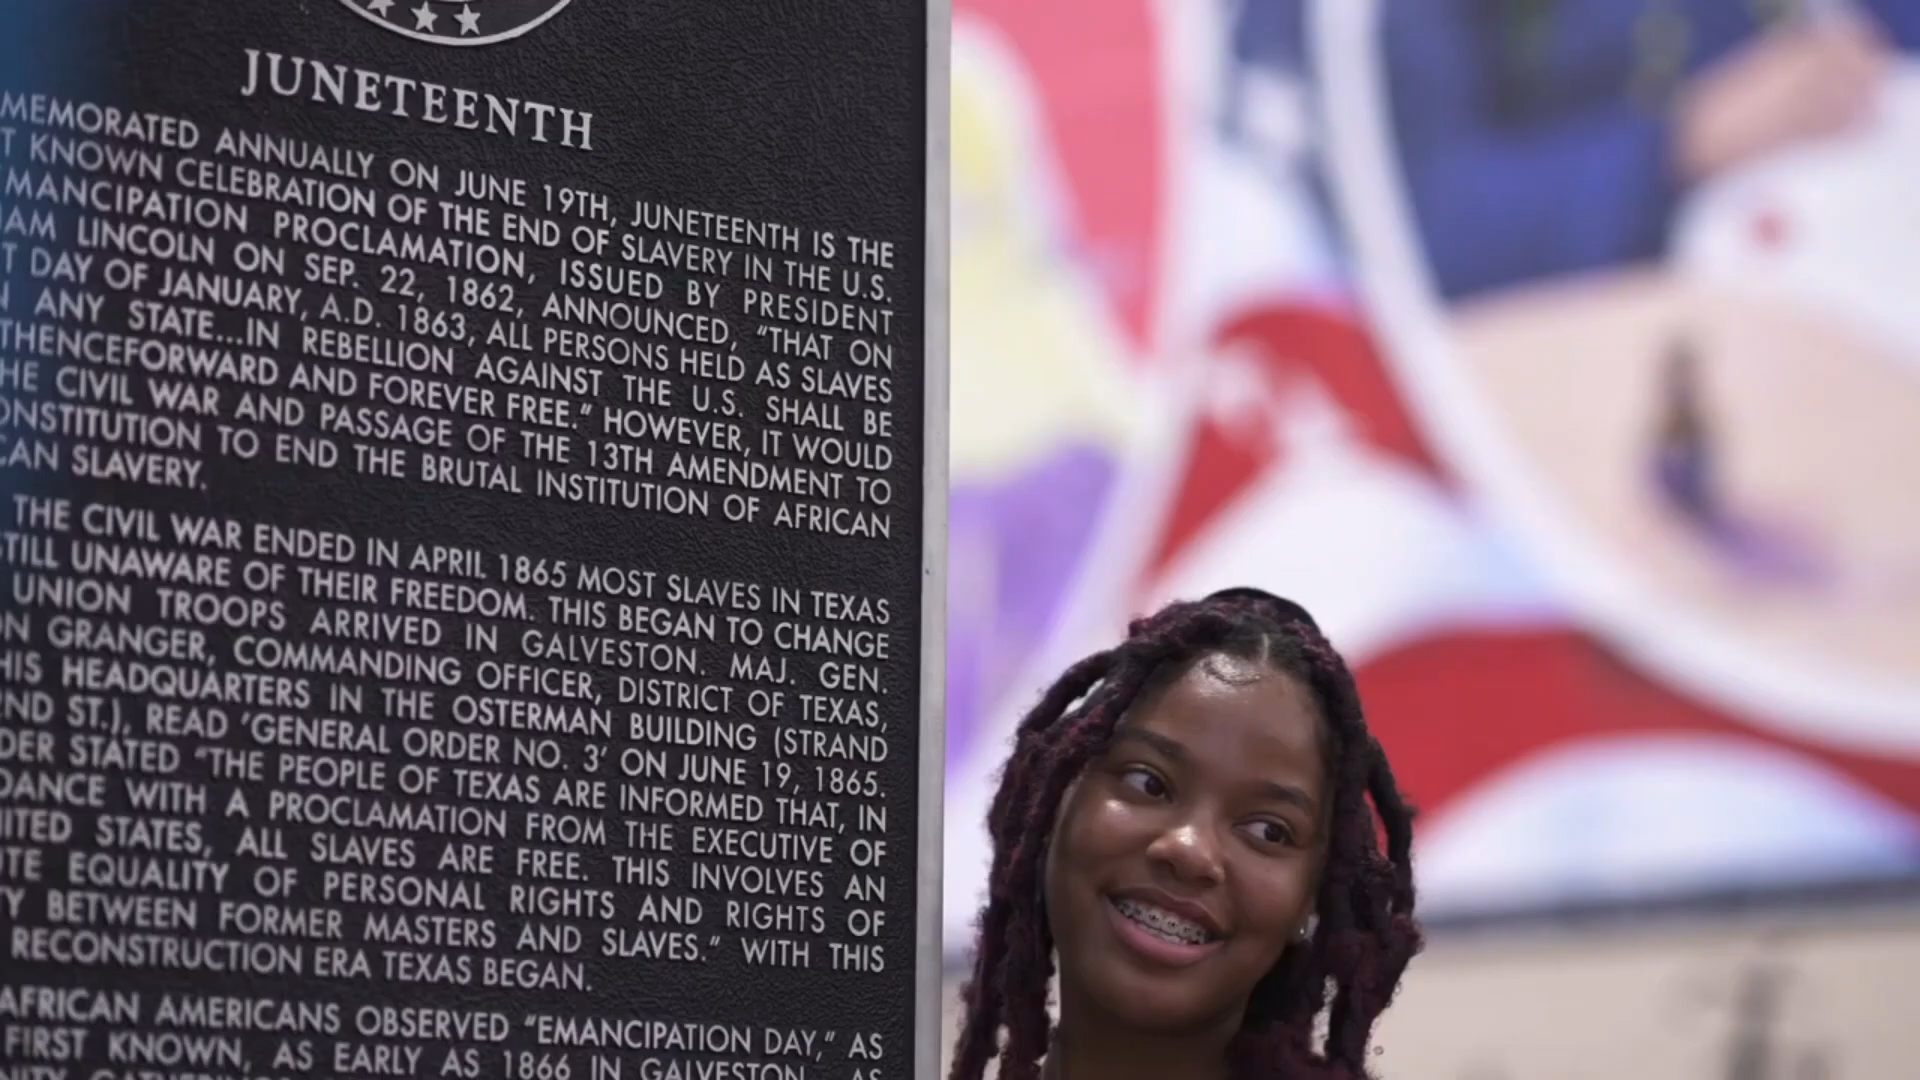 JUNETEENTH
MEMORATED ANNUALLY ON JUNE 19TH, JUNETEENTH IS THE
T KNOWN CELEBRATION OF THE END OF SLAVERY IN THE U.S.
MANCIPATION PROCLAMATION, ISSUED BY PRESIDENT
AM LINCOLN ON SEP. 22, 1862, ANNOUNCED, "THAT ON
T DAY OF JANUARY, A.D. 1863, ALL PERSONS HELD AS SLAVES
N ANY STATE...IN REBELLION AGAINST THE U.S. SHALL BE
THENCEFORWARD AND FOREVER FREE." HOWEVER, IT WOULD
HE CIVIL WAR AND PASSAGE OF THE 13TH AMENDMENT TO
ONSTITUTION TO END THE BRUTAL INSTITUTION OF AFRICAN
CAN SLAVERY.
THE CIVIL WAR ENDED IN APRIL 1865 MOST SLAVES IN TEXAS
STILL UNAWARE OF THEIR FREEDOM. THIS BEGAN TO CHANGE
UNION TROOPS ARRIVED IN GALVESTON. MAJ. GEN.
ON GRANGER, COMMANDING OFFICER, DISTRICT OF TEXAS,
HIS HEADQUARTERS IN THE OSTERMAN BUILDING (STRAND
2ND ST.), READ 'GENERAL ORDER NO. 3' ON JUNE 19, 1865.
DER STATED "THE PEOPLE OF TEXAS ARE INFORMED THAT, IN
DANCE WITH A PROCLAMATION FROM THE EXECUTIVE OF
NITED STATES, ALL SLAVES ARE FREE. THIS INVOLVES AN
UTE EQUALITY OF PERSONAL RIGHTS AND RIGHTS OF
TY BETWEEN FORMER MASTERS AND SLAVES." WITH THIS
RECONSTRUCTION ERA TEXAS BEGAN.
AFRICAN AMERICANS OBSERVED "EMANCIPATION DAY," AS
FIRST KNOWN, AS EARLY AS 1866 IN GALVESTON. AS